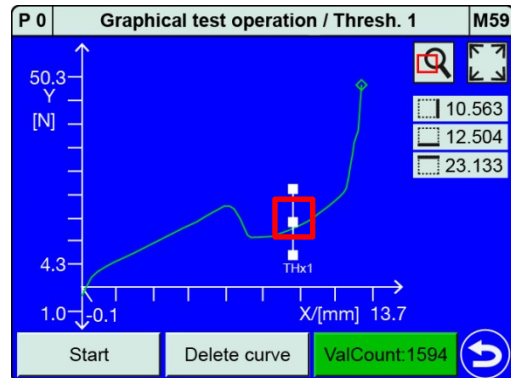 P 0 Graphical test operation / Thresh. 1 M59
50.3
Y
[N]
10.563
12.504
23.133
4.3
THx1
1.0 -0.1 X/[mm] 13.7
Start Delete curve ValCount:1594